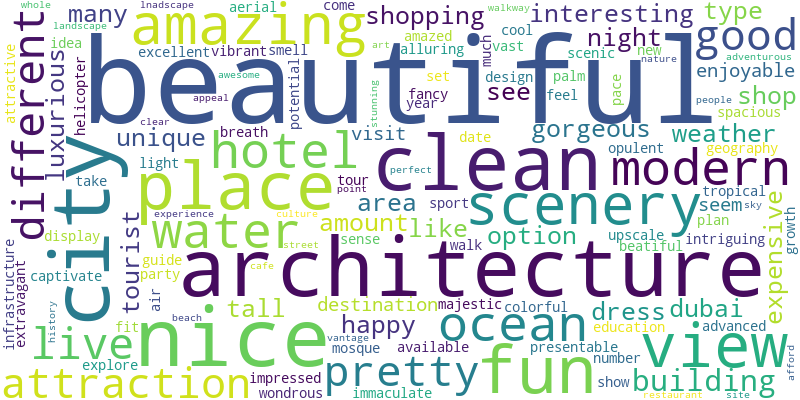 whole
lnadscape
aerial
come
shopping
interesting
type
landscape
many
amazing
art
amazed
cool
night
new
good
idea
excellent
vibrant
smell
alluring
much
vast
scenic
nature
adventurous
attractive
different
luxurious
helicopter
awesome
beautiful
potential
set
design
palm
walkway
enjoyable
fancy
year
see
feel
pace
people
shop
spacious
appeal
stunning
clear
unique
breath
visit
date
gorgeous
weather
light
hotel
perfect
clean
opulent
geography
take
city
place
tour
point
area
sport
modern
tropical
scenery
seem
sky
experience
culture
amount
like
option
upscale
plan
display
tourist
water
street
sense
walk
beatiful
intriguing
expensive
growth
infrastructure
extravagant
captivate
guide
party
air
cafe
architecture
destination
majestic
colorful
dress
dubai
history
live
fit
beach
nice
tall
happy
vantage
mosque
available
ocean
presentable
education
number
advanced
view
explore
attraction
impressed
wondrous
pretty
immaculate
fun
show
building
restaurant
site
afford